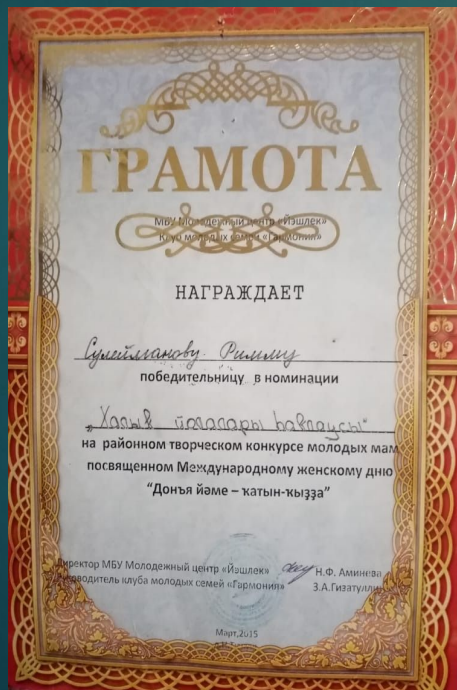 ГРАМОТА
МБУ Молодежный центр «Йэшлек»
Клуб молодых семей «Гармония»
НАГРАЖДАЕТ
Сулейманову Римму
победительницу в номинации
"Халыҡ йолалары һаҡлаусы"
на районном творческом конкурсе молодых мам
посвященном Международному женскому дню
"Донъя йәме – ҡатын-ҡыҙҙа"
Директор МБУ Молодежный центр «Йэшлек» Н.Ф. Аминева
Руководитель клуба молодых семей «Гармония» З.А.Гизатуллин
Март,2015